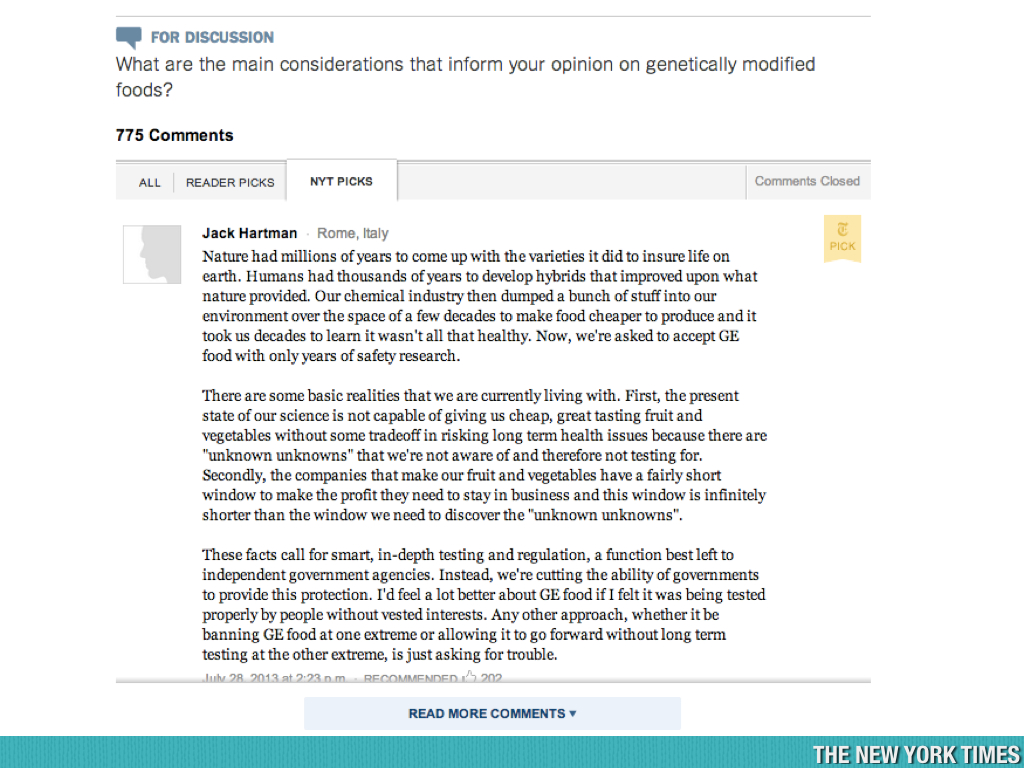 FOR DISCUSSION
What are the main considerations that inform your opinion on genetically modified
foods?
775 Comments
ALL
READER PICKS
NYT PICKS
Comments Closed
Jack Hartman · Rome, Italy
T
PICK
Nature had millions of years to come up with the varieties it did to insure life on
earth. Humans had thousands of years to develop hybrids that improved upon what
nature provided. Our chemical industry then dumped a bunch of stuff into our
environment over the space of a few decades to make food cheaper to produce and it
took us decades to learn it wasn't all that healthy. Now, we're asked to accept GE
food with only years of safety research.
There are some basic realities that we are currently living with. First, the present
state of our science is not capable of giving us cheap, great tasting fruit and
vegetables without some tradeoff in risking long term health issues because there are
"unknown unknowns" that we're not aware of and therefore not testing for.
Secondly, the companies that make our fruit and vegetables have a fairly short
window to make the profit they need to stay in business and this window is infinitely
shorter than the window we need to discover the "unknown unknowns".
These facts call for smart, in-depth testing and regulation, a function best left to
independent government agencies. Instead, we're cutting the ability of governments
to provide this protection. I'd feel a lot better about GE food if I felt it was being tested
properly by people without vested interests. Any other approach, whether it be
banning GE food at one extreme or allowing it to go forward without long term
testing at the other extreme, is just asking for trouble.
July 28, 2013 at 2:23 p.m. · RECOMMENDED 202
READ MORE COMMENTS ▾
THE NEW YORK TIMES